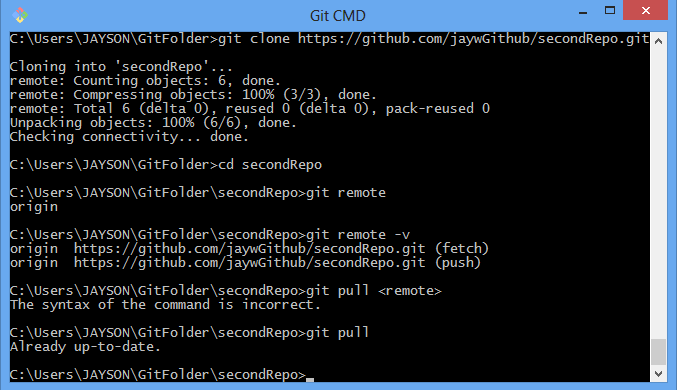 Git CMD
C:\Users\JAYSON\GitFolder>git clone https://github.com/jaywGithub/secondRepo.git
Cloning into 'secondRepo'...
remote: Counting objects: 6, done.
remote: Compressing objects: 100% (3/3), done.
remote: Total 6 (delta 0), reused 0 (delta 0), pack-reused 0
Unpacking objects: 100% (6/6), done.
Checking connectivity... done.
C:\Users\JAYSON\GitFolder>cd secondRepo
C:\Users\JAYSON\GitFolder\secondRepo>git remote
origin
C:\Users\JAYSON\GitFolder\secondRepo>git remote -v
origin  https://github.com/jaywGithub/secondRepo.git (fetch)
origin  https://github.com/jaywGithub/secondRepo.git (push)
C:\Users\JAYSON\GitFolder\secondRepo>git pull <remote>
The syntax of the command is incorrect.
C:\Users\JAYSON\GitFolder\secondRepo>git pull
Already up-to-date.
C:\Users\JAYSON\GitFolder\secondRepo>